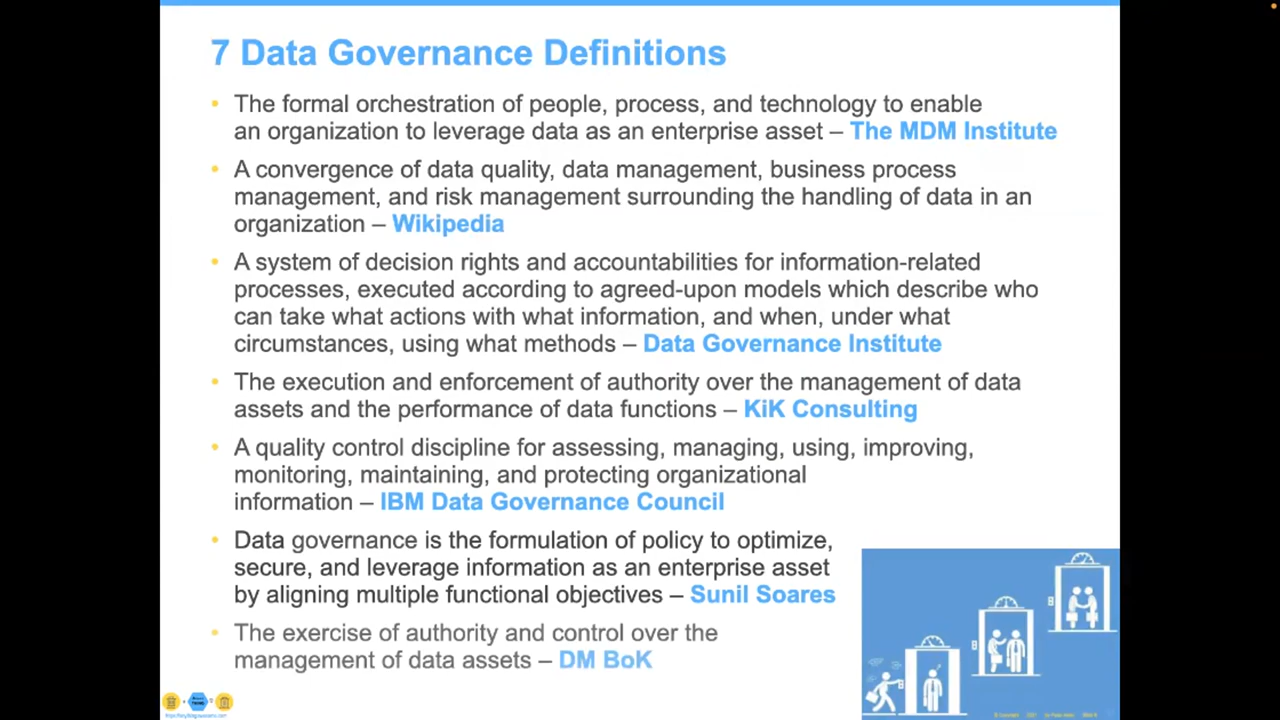 7 Data Governance Definitions
• The formal orchestration of people, process, and technology to enable
an organization to leverage data as an enterprise asset – The MDM Institute
• A convergence of data quality, data management, business process
management, and risk management surrounding the handling of data in an
organization – Wikipedia
• A system of decision rights and accountabilities for information-related
processes, executed according to agreed-upon models which describe who
can take what actions with what information, and when, under what
circumstances, using what methods – Data Governance Institute
• The execution and enforcement of authority over the management of data
assets and the performance of data functions – KiK Consulting
• A quality control discipline for assessing, managing, using, improving,
monitoring, maintaining, and protecting organizational
information – IBM Data Governance Council
• Data governance is the formulation of policy to optimize,
secure, and leverage information as an enterprise asset
by aligning multiple functional objectives – Sunil Soares
• The exercise of authority and control over the
management of data assets – DM BoK